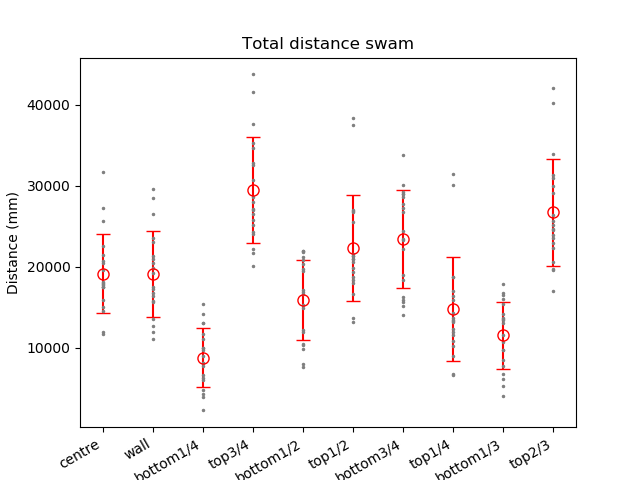 Total distance swam
Distance (mm)
40000
30000
20000
10000
centre
wall
bottom1/4
top3/4
bottom1/2
top1/2
bottom3/4
top1/4
bottom1/3
top2/3